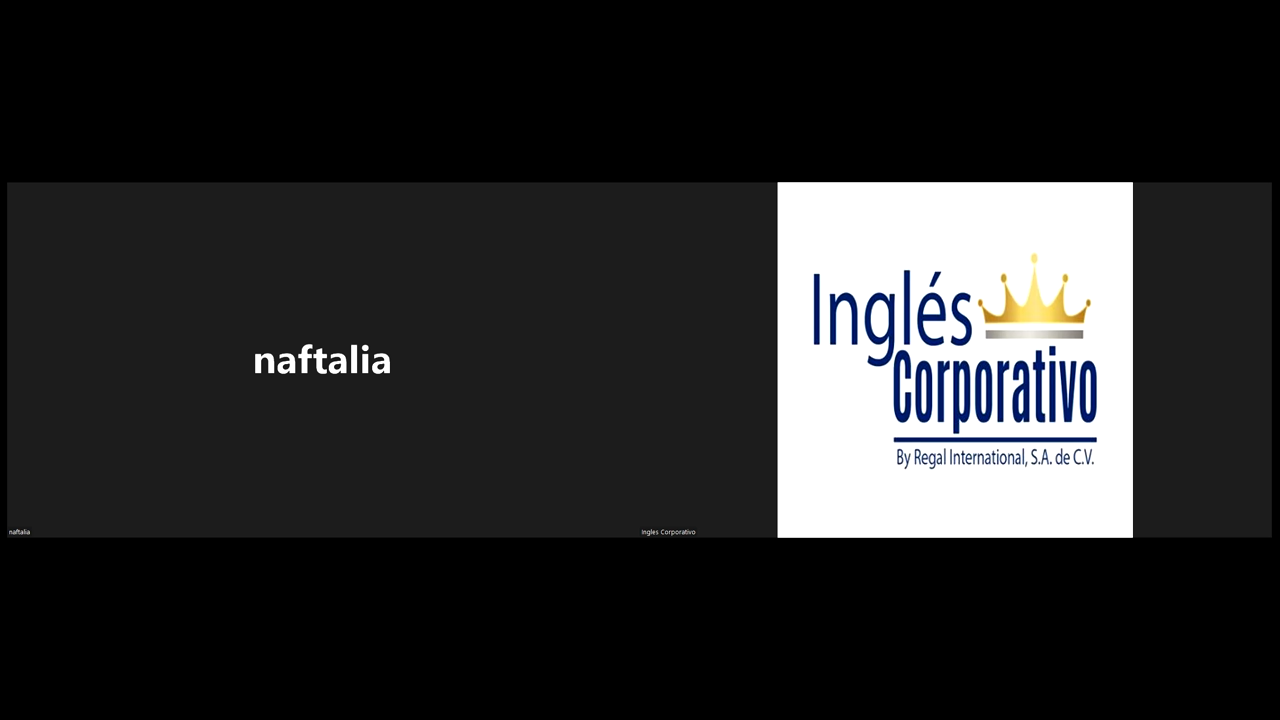 naftalia
naftalia
Inglés
Corporativo
By Regal International, S.A. de C.V.
Ingles Corporativo